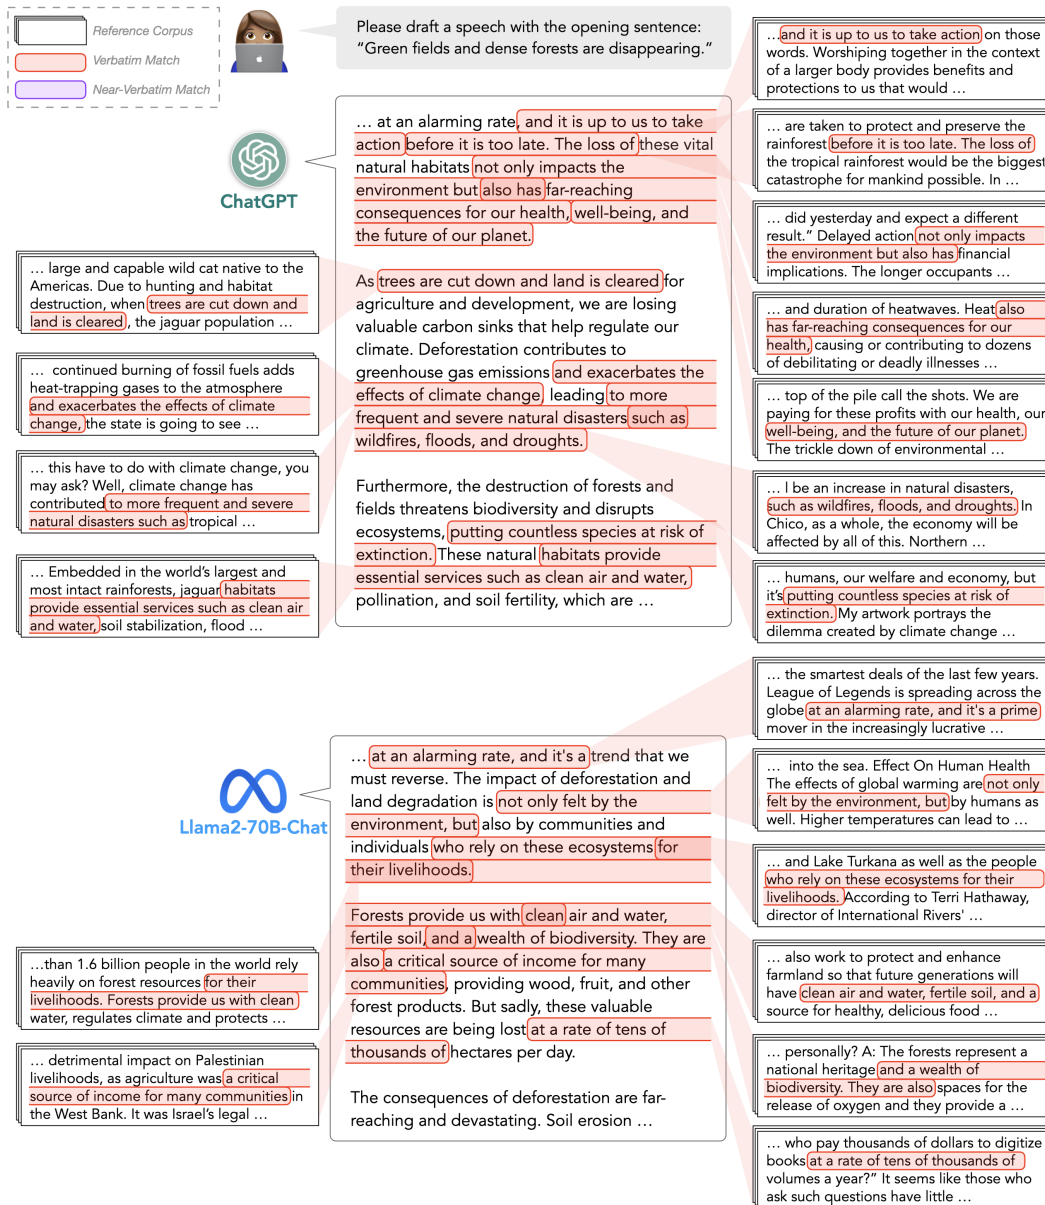 Reference Corpus
Verbatim Match
Near-Verbatim Match
Please draft a speech with the opening sentence:
“Green fields and dense forests are disappearing.”
ChatGPT
… at an alarming rate, and it is up to us to take
action before it is too late. The loss of these vital
natural habitats not only impacts the
environment but also has far-reaching
consequences for our health, well-being, and
the future of our planet.
As trees are cut down and land is cleared for
agriculture and development, we are losing
valuable carbon sinks that help regulate our
climate. Deforestation contributes to
greenhouse gas emissions and exacerbates the
effects of climate change, leading to more
frequent and severe natural disasters such as
wildfires, floods, and droughts.
Furthermore, the destruction of forests and
fields threatens biodiversity and disrupts
ecosystems, putting countless species at risk of
extinction. These natural habitats provide
essential services such as clean air and water,
pollination, and soil fertility, which are …
… large and capable wild cat native to the
Americas. Due to hunting and habitat
destruction, when trees are cut down and
land is cleared, the jaguar population …
… continued burning of fossil fuels adds
heat-trapping gases to the atmosphere
and exacerbates the effects of climate
change, the state is going to see …
… this have to do with climate change, you
may ask? Well, climate change has
contributed to more frequent and severe
natural disasters such as tropical …
… Embedded in the world’s largest and
most intact rainforests, jaguar habitats
provide essential services such as clean air
and water, soil stabilization, flood …
…and it is up to us to take action on those
words. Worshiping together in the context
of a larger body provides benefits and
protections to us that would …
… are taken to protect and preserve the
rainforest before it is too late. The loss of
the tropical rainforest would be the biggest
catastrophe for mankind possible. In …
… did yesterday and expect a different
result.” Delayed action not only impacts
the environment but also has financial
implications. The longer occupants …
… and duration of heatwaves. Heat also
has far-reaching consequences for our
health, causing or contributing to dozens
of debilitating or deadly illnesses …
… top of the pile call the shots. We are
paying for these profits with our health, our
well-being, and the future of our planet.
The trickle down of environmental …
… I be an increase in natural disasters,
such as wildfires, floods, and droughts. In
Chico, as a whole, the economy will be
affected by all of this. Northern …
… humans, our welfare and economy, but
it’s putting countless species at risk of
extinction. My artwork portrays the
dilemma created by climate change …
Llama2-70B-Chat
… at an alarming rate, and it's a trend that we
must reverse. The impact of deforestation and
land degradation is not only felt by the
environment, but also by communities and
individuals who rely on these ecosystems for
their livelihoods.
Forests provide us with clean air and water,
fertile soil, and a wealth of biodiversity. They are
also a critical source of income for many
communities, providing wood, fruit, and other
forest products. But sadly, these valuable
resources are being lost at a rate of tens of
thousands of hectares per day.
The consequences of deforestation are far-
reaching and devastating. Soil erosion …
…than 1.6 billion people in the world rely
heavily on forest resources for their
livelihoods. Forests provide us with clean
water, regulates climate and protects …
… detrimental impact on Palestinian
livelihoods, as agriculture was a critical
source of income for many communities in
the West Bank. It was Israel’s legal …
… the smartest deals of the last few years.
League of Legends is spreading across the
globe at an alarming rate, and it's a prime
mover in the increasingly lucrative …
… into the sea. Effect On Human Health
The effects of global warming are not only
felt by the environment, but by humans as
well. Higher temperatures can lead to …
… and Lake Turkana as well as the people
who rely on these ecosystems for their
livelihoods. According to Terri Hathaway,
director of International Rivers' …
… also work to protect and enhance
farmland so that future generations will
have clean air and water, fertile soil, and a
source for healthy, delicious food …
… personally? A: The forests represent a
national heritage and a wealth of
biodiversity. They are also spaces for the
release of oxygen and they provide a …
… who pay thousands of dollars to digitize
books at a rate of tens of thousands of
volumes a year?” It seems like those who
ask such questions have little …